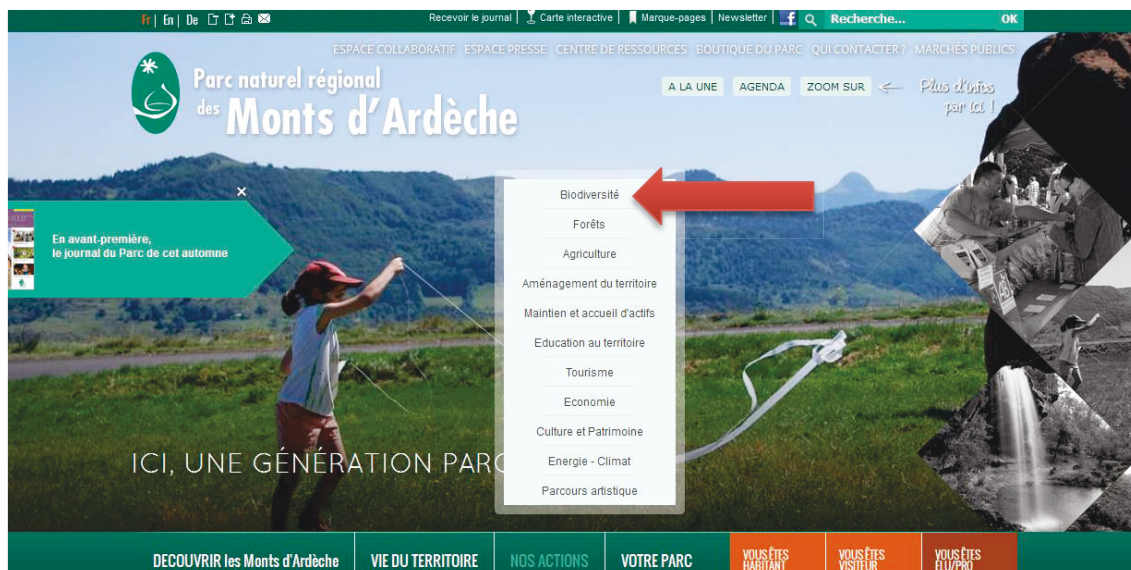 Fr | En | De
Recevoir le journal | Carte interactive | Marque-pages | Newsletter | Recherche... OK
ESPACE COLLABORATIF ESPACE PRESSE CENTRE DE RESSOURCES BOUTIQUE DU PARC QUI CONTACTER ? MARCHÉS PUBLICS
Parc naturel régional
des Monts d'Ardèche
A LA UNE AGENDA ZOOM SUR
Plus d'infos
par ici !
En avant-première,
le journal du Parc de cet automne
Biodiversité
Forêts
Agriculture
Aménagement du territoire
Maintien et accueil d'actifs
Education au territoire
Tourisme
Economie
Culture et Patrimoine
Energie - Climat
Parcours artistique
ICI, UNE GÉNÉRATION PARC
DECOUVRIR les Monts d'Ardèche
VIE DU TERRITOIRE
NOS ACTIONS
VOTRE PARC
VOUS ÊTES
HABITANT
VOUS ÊTES
VISITEUR
VOUS ÊTES
ÉLU/PRO